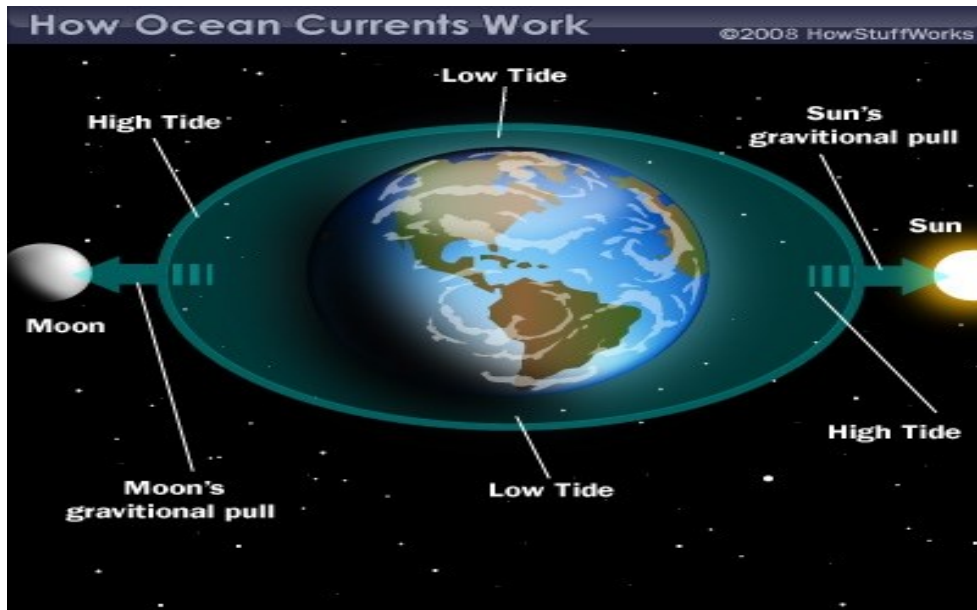 How Ocean Currents Work
©2008 HowStuffWorks
Low Tide
High Tide
Sun's
gravitional pull
Sun
Moon
High Tide
Moon's
gravitional pull
Low Tide